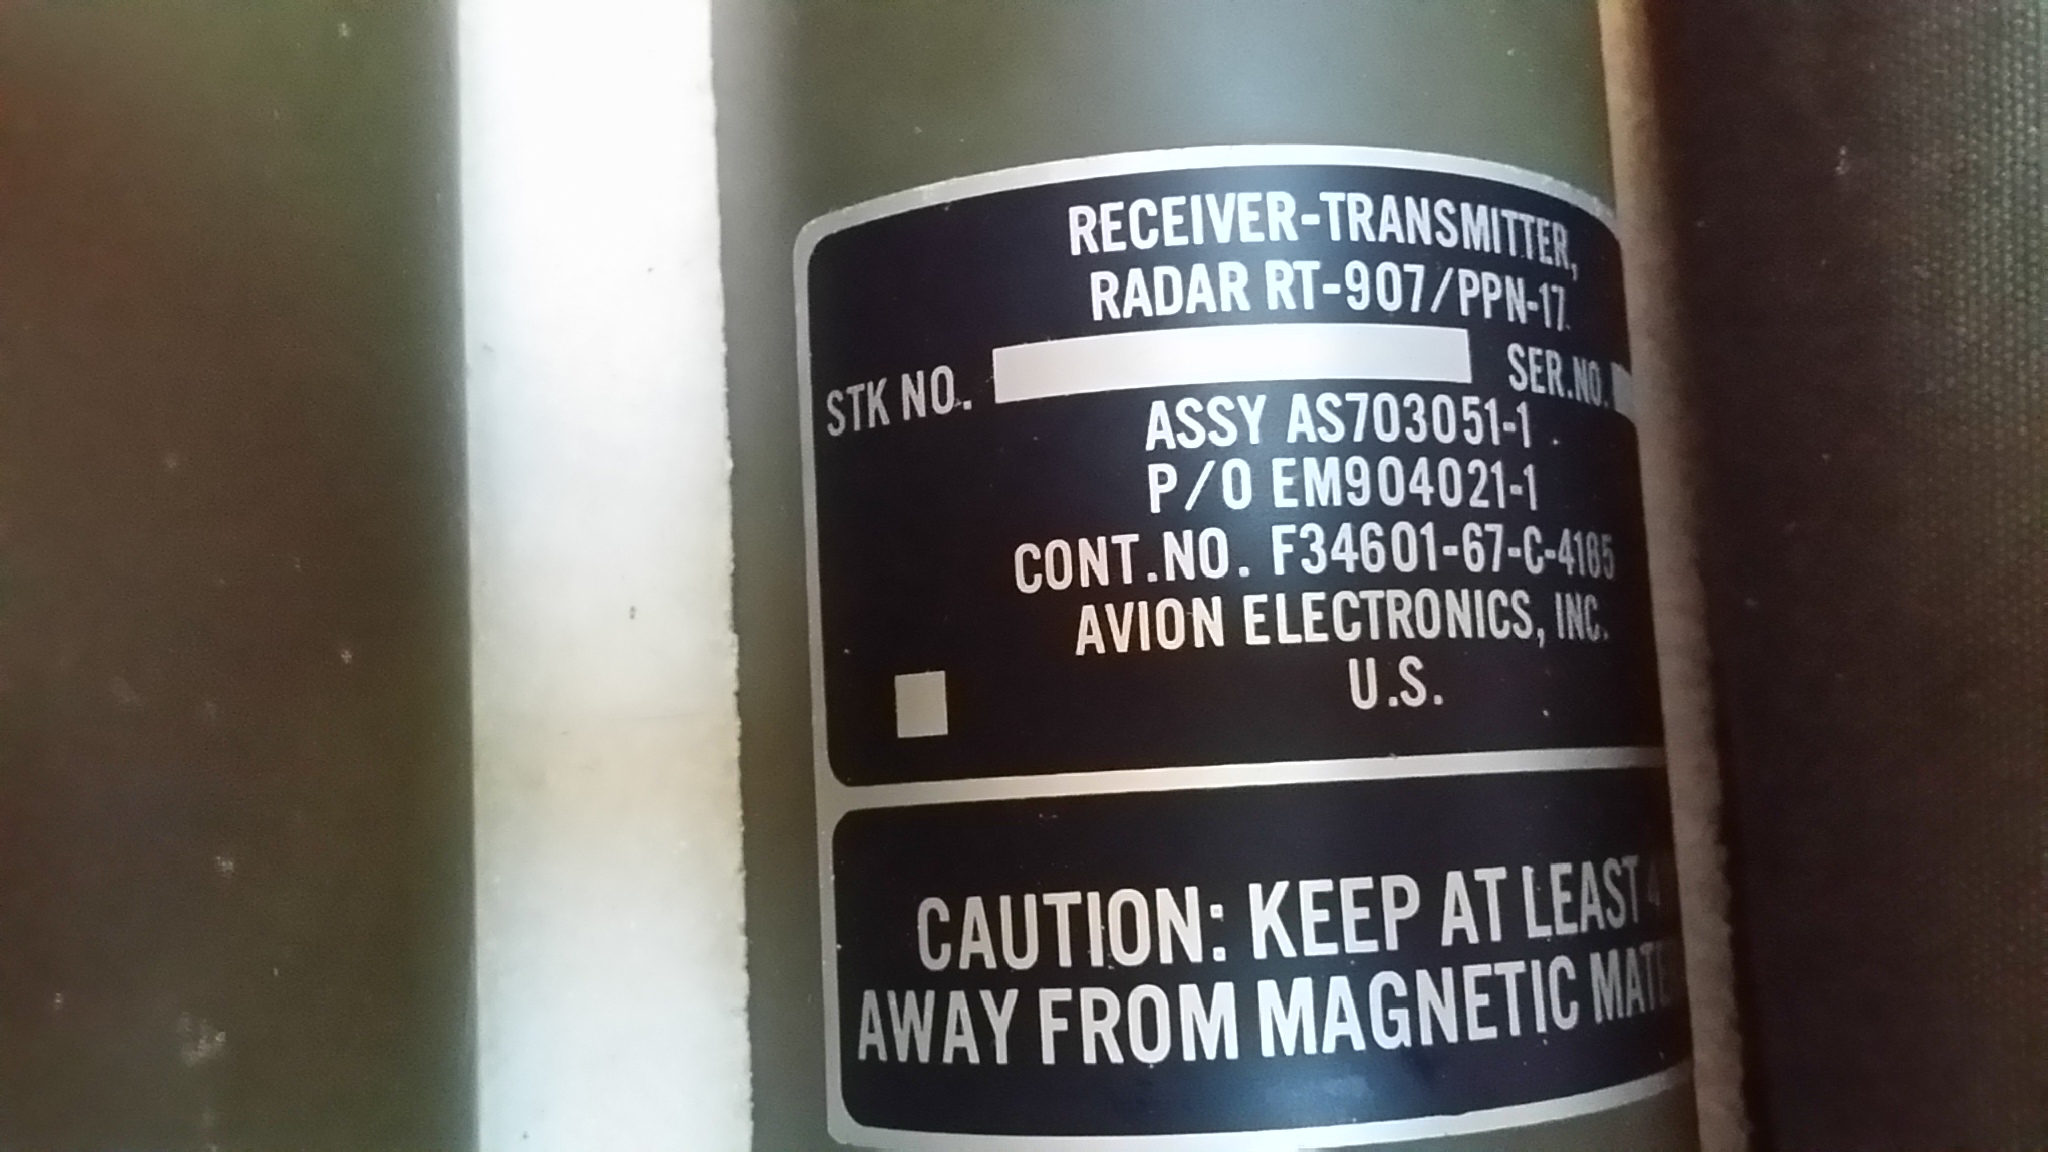 RECEIVER-TRANSMITTER,
RADAR RT-907/PPN-17
STK NO. SER.NO.
ASSY AS703051-1
P/O EM904021-1
CONT.NO. F34601-67-C-4165
AVION ELECTRONICS, INC.
U.S.
CAUTION: KEEP AT LEAST
AWAY FROM MAGNETIC